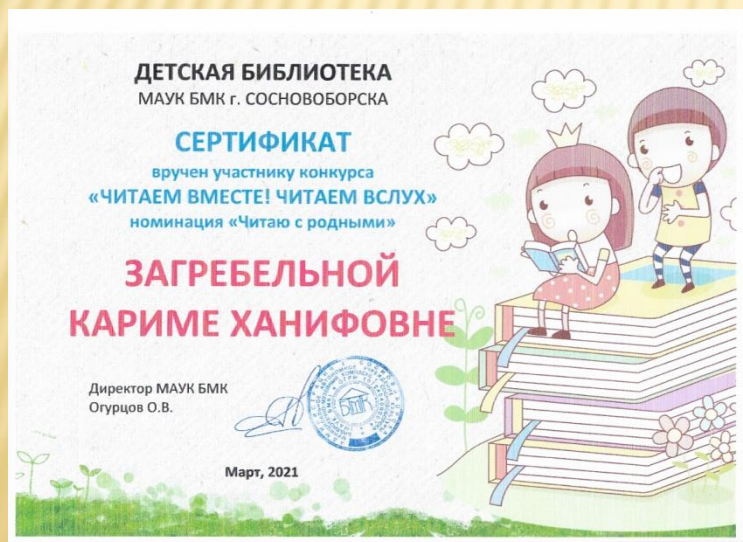 ДЕТСКАЯ БИБЛИОТЕКА
МАУК БМК г. СОСНОВОБОРСКА
СЕРТИФИКАТ
вручен участнику конкурса
«ЧИТАЕМ ВМЕСТЕ! ЧИТАЕМ ВСЛУХ»
номинация «Читаю с родными»
ЗАГРЕБЕЛЬНОЙ
КАРИМЕ ХАНИФОВНЕ
Директор МАУК БМК
Огурцов О.В.
БМК
Март, 2021